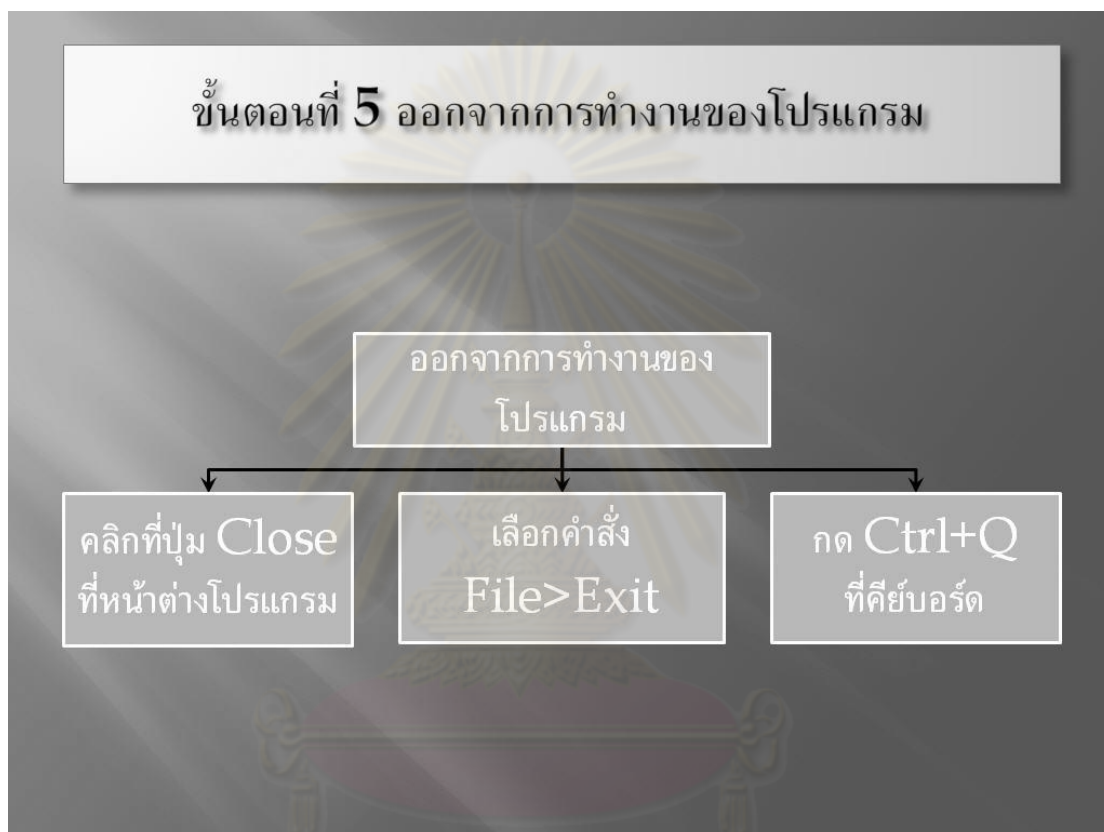 ขั้นตอนที่ 5 ออกจากการทำงานของโปรแกรม
ออกจากการทำงานของ
โปรแกรม
คลิกที่ปุ่ม Close
ที่หน้าต่างโปรแกรม
เลือกคำสั่ง
File>Exit
กด Ctrl+Q
ที่คีย์บอร์ด